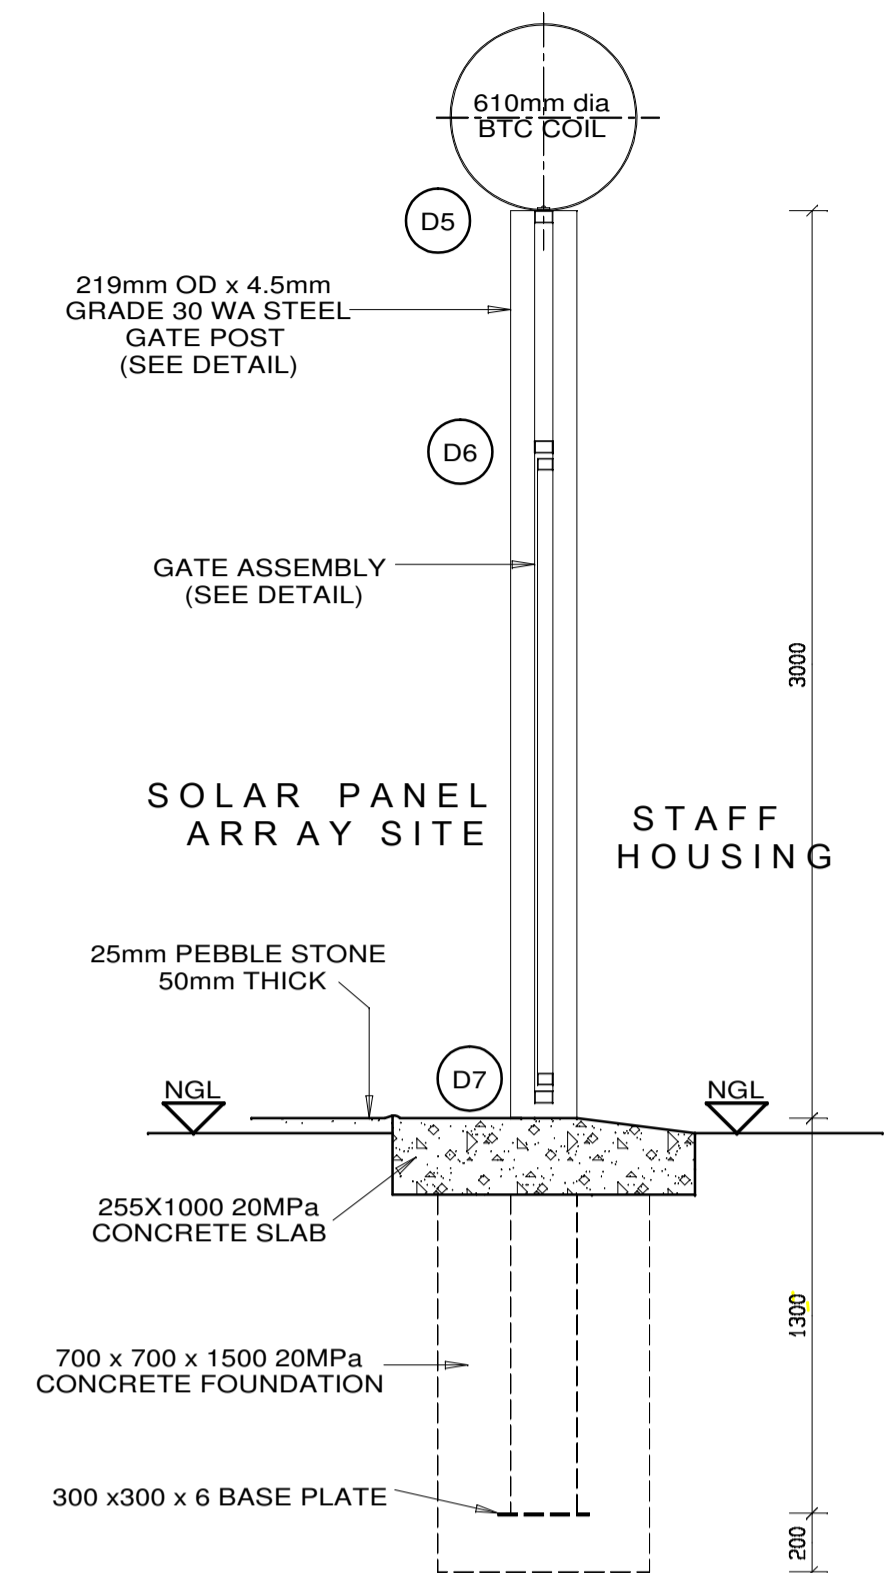 610mm dia
BTC COIL
D5
219mm OD x 4.5mm
GRADE 30 WA STEEL
GATE POST
(SEE DETAIL)
D6
GATE ASSEMBLY
(SEE DETAIL)
3000
SOLAR PANEL
ARRAY SITE
STAFF
HOUSING
25mm PEBBLE STONE
50mm THICK
D7
NGL
NGL
255X1000 20MPa
CONCRETE SLAB
1300
700 x 700 x 1500 20MPa
CONCRETE FOUNDATION
300 x300 x 6 BASE PLATE
200